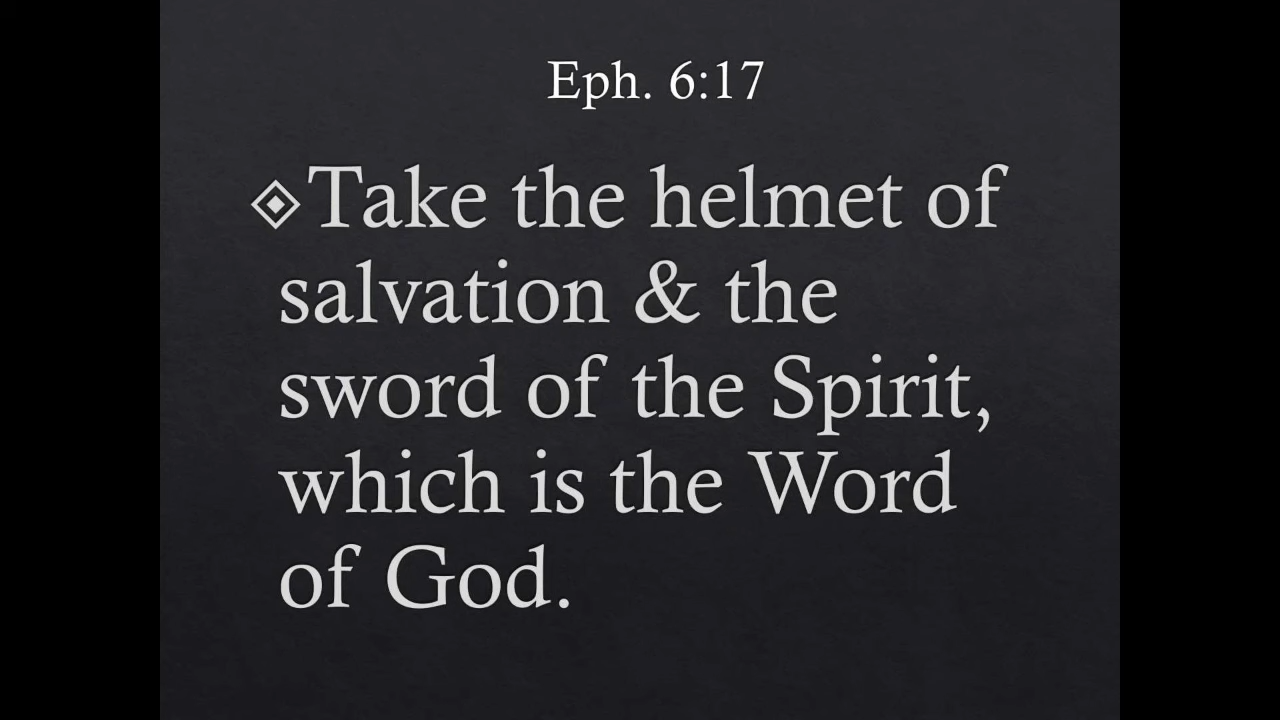 Eph. 6:17
Take the helmet of
salvation & the
sword of the Spirit,
which is the Word
of God.